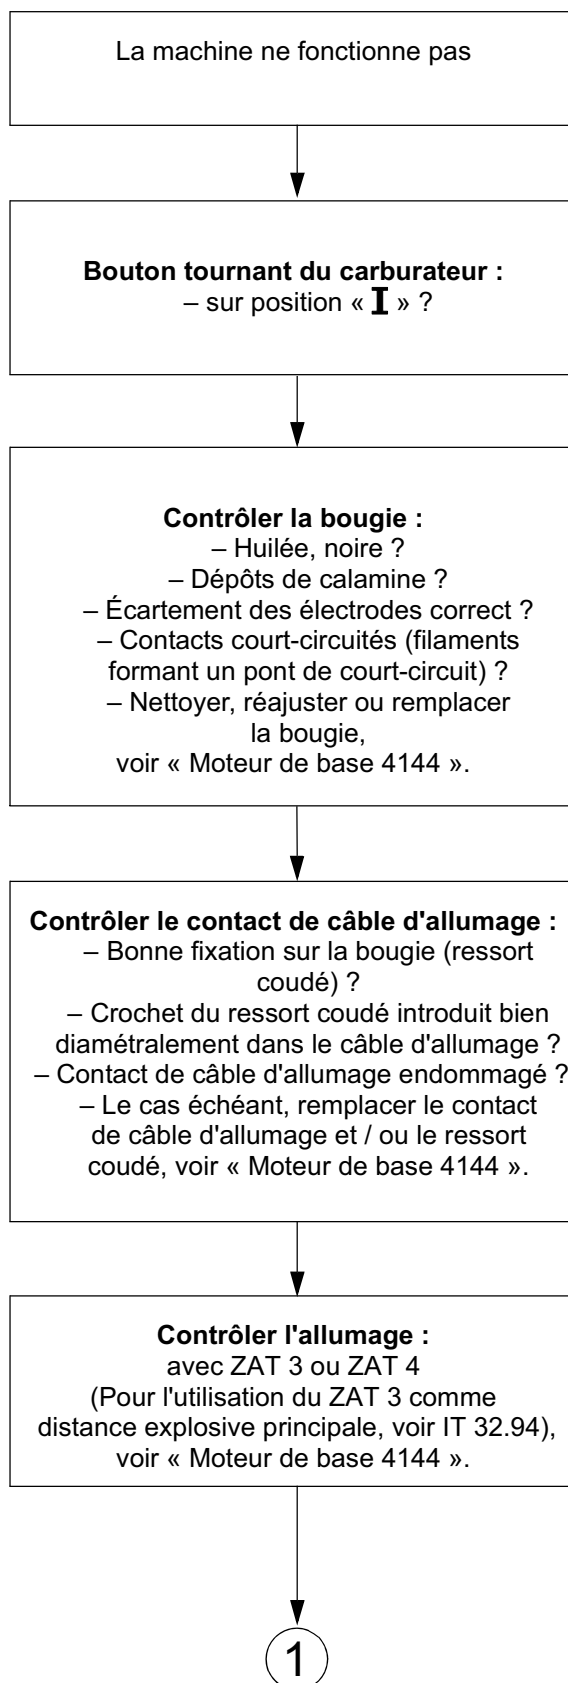 La machine ne fonctionne pas
Bouton tournant du carburateur :
– sur position « I » ?
Contrôler la bougie :
– Huilée, noire ?
– Dépôts de calamine ?
– Écartement des électrodes correct ?
– Contacts court-circuités (filaments
formant un pont de court-circuit) ?
– Nettoyer, réajuster ou remplacer
la bougie,
voir « Moteur de base 4144 ».
Contrôler le contact de câble d'allumage :
– Bonne fixation sur la bougie (ressort
coudé) ?
– Crochet du ressort coudé introduit bien
diamétralement dans le câble d'allumage ?
– Contact de câble d'allumage endommagé ?
– Le cas échéant, remplacer le contact
de câble d'allumage et / ou le ressort
coudé, voir « Moteur de base 4144 ».
Contrôler l'allumage :
avec ZAT 3 ou ZAT 4
(Pour l'utilisation du ZAT 3 comme
distance explosive principale, voir IT 32.94),
voir « Moteur de base 4144 ».
1